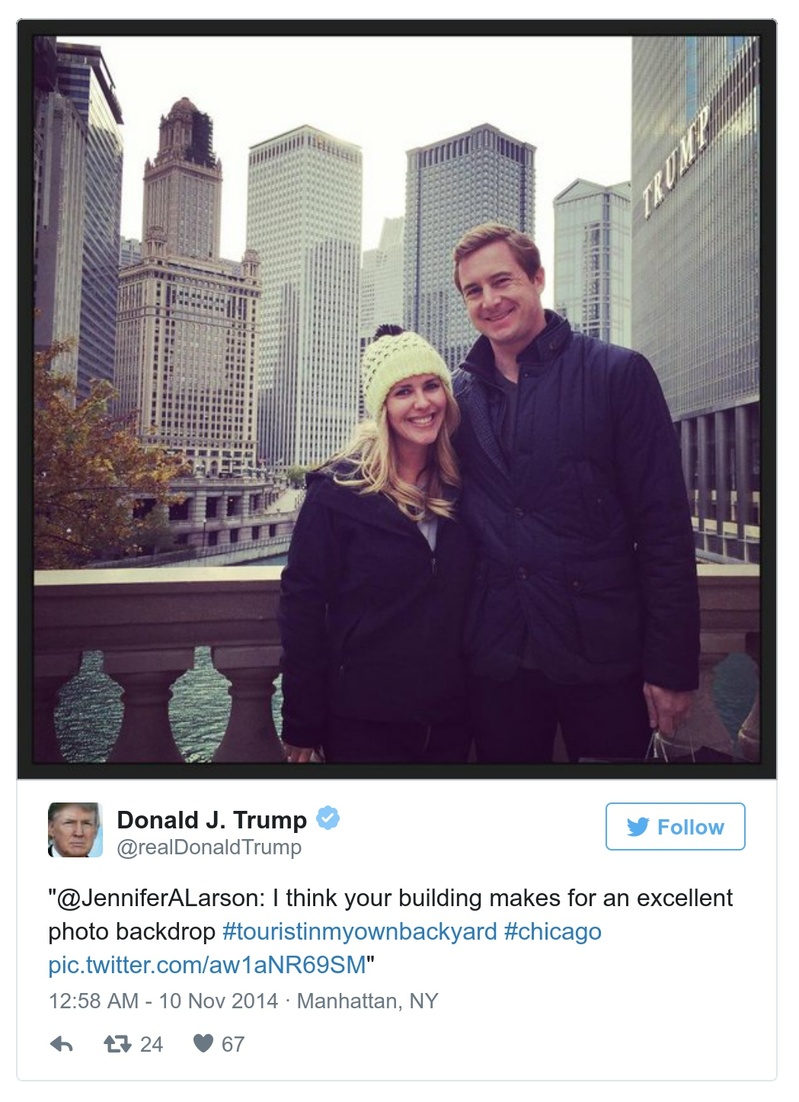 TRUMP
Donald J. Trump
@realDonaldTrump
Follow
"@JenniferALarson: I think your building makes for an excellent
photo backdrop #touristinmyownbackyard #chicago
pic.twitter.com/aw1aNR69SM"
12:58 AM - 10 Nov 2014 · Manhattan, NY
24
67